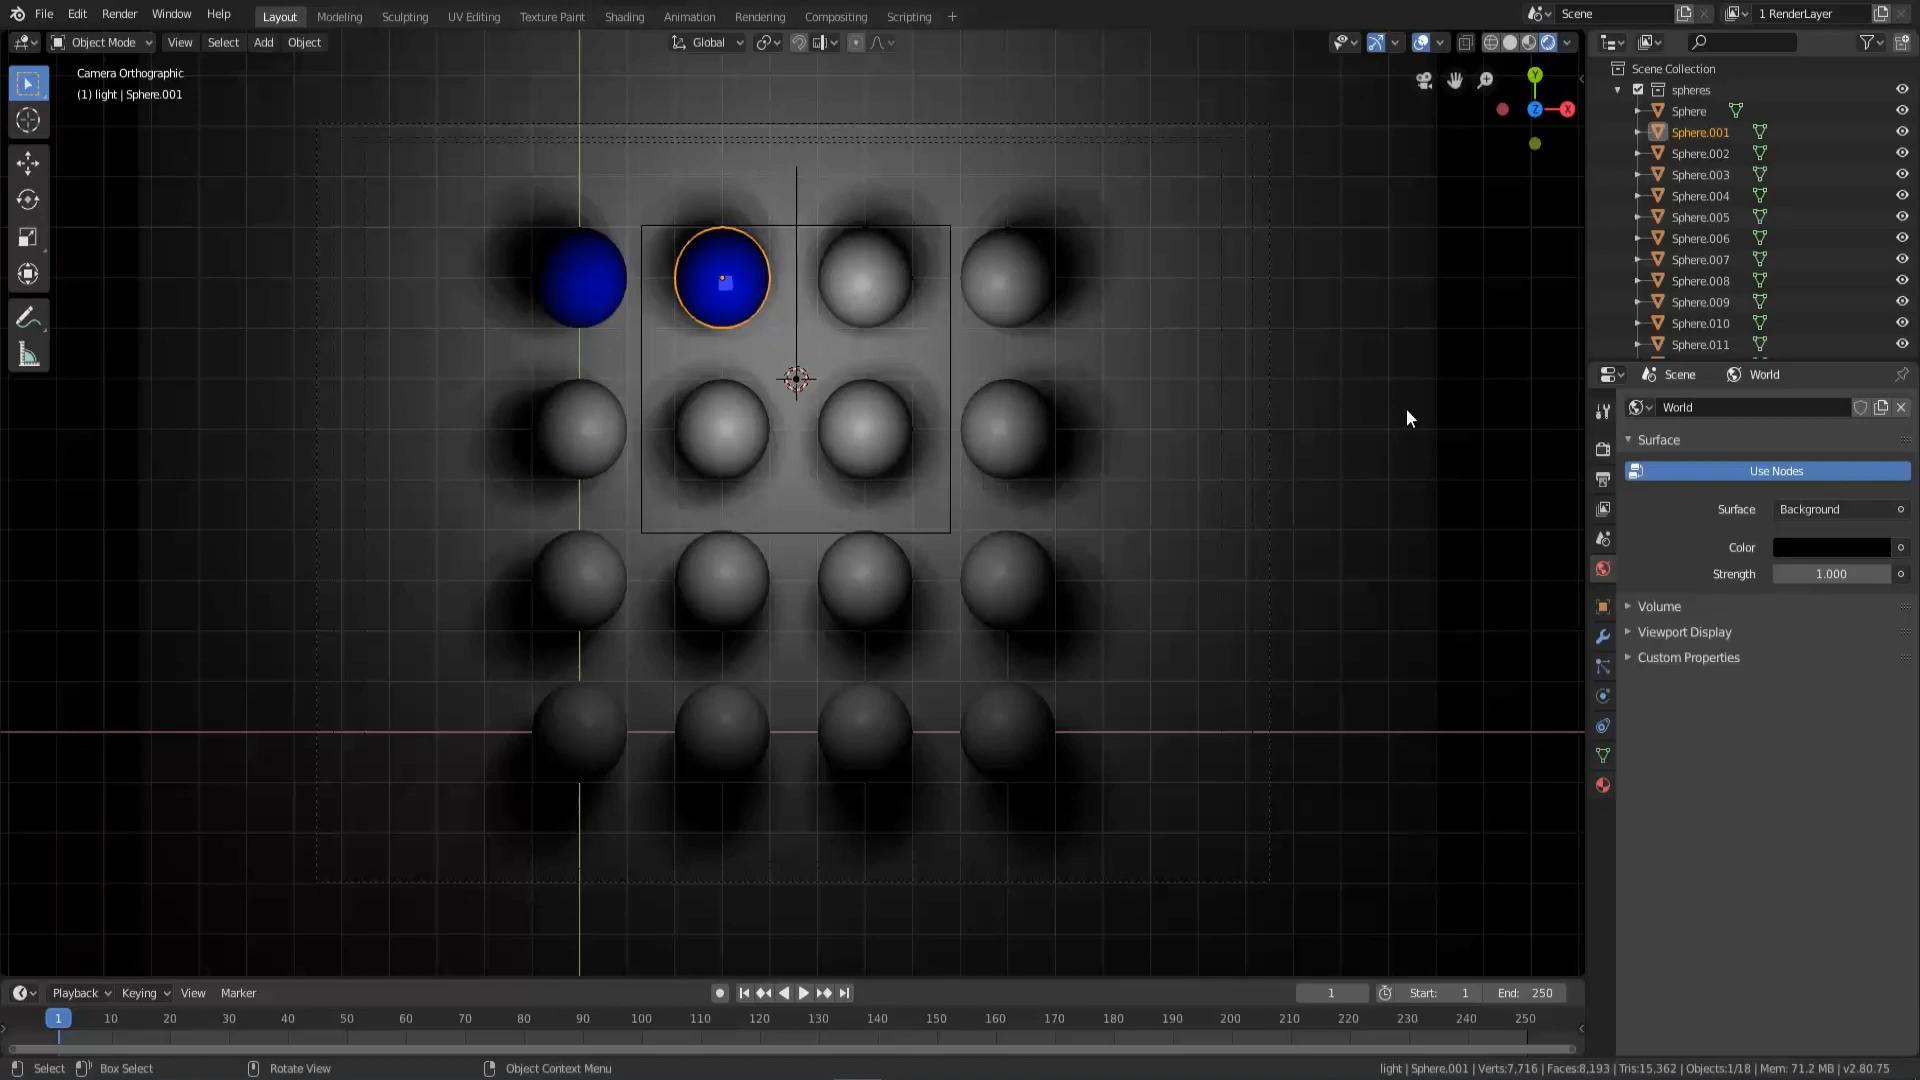 File Edit Render Window Help Layout Modeling Sculpting UV Editing Texture Paint Shading Animation Rendering Compositing Scripting + Scene 1 RenderLayer
Object Mode View Select Add Object Global
Camera Orthographic
(1) light | Sphere.001
Y
Z X
Scene Collection
spheres
Sphere
Sphere.001
Sphere.002
Sphere.003
Sphere.004
Sphere.005
Sphere.006
Sphere.007
Sphere.008
Sphere.009
Sphere.010
Sphere.011
Scene World
World
Surface
Use Nodes
Surface Background
Color
Strength 1.000
Volume
Viewport Display
Custom Properties
Playback Keying View Marker 1 Start: 1 End: 250
1 10 20 30 40 50 60 70 80 90 100 110 120 130 140 150 160 170 180 190 200 210 220 230 240 250
Select Box Select Rotate View Object Context Menu light | Sphere.001 | Verts:7,716 | Faces:8,193 | Tris:15,362 | Objects:1/18 | Mem: 71.2 MB | v2.80.75